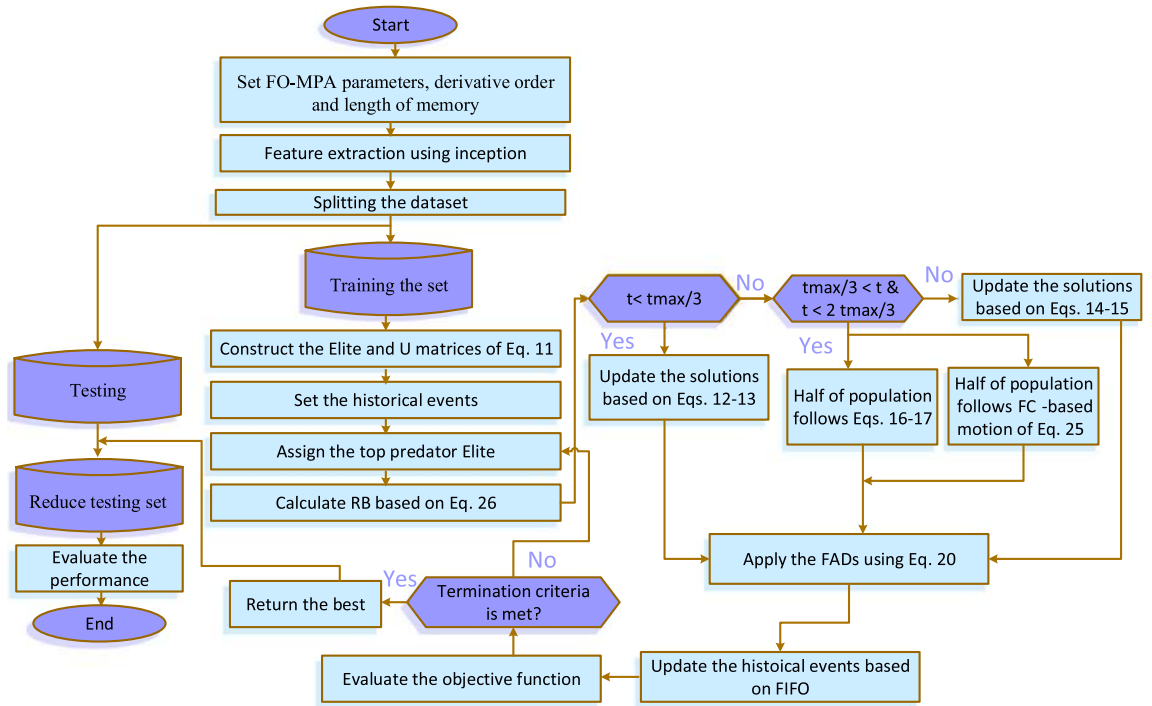 Start
Set FO-MPA parameters, derivative order
and length of memory
Feature extraction using inception
Splitting the dataset
Training the set
Construct the Elite and U matrices of Eq. 11
Set the historical events
Assign the top predator Elite
Calculate RB based on Eq. 26
Testing
Reduce testing set
Evaluate the
performance
End
t< tmax/3
No
tmax/3 < t &
t < 2 tmax/3
No
Update the solutions
based on Eqs. 14-15
Yes
Update the solutions
based on Eqs. 12-13
Yes
Half of population
follows Eqs. 16-17
Half of population
follows FC -based
motion of Eq. 25
Apply the FADs using Eq. 20
Update the histoical events based
on FIFO
Evaluate the objective function
Termination criteria
is met?
No
Yes
Return the best